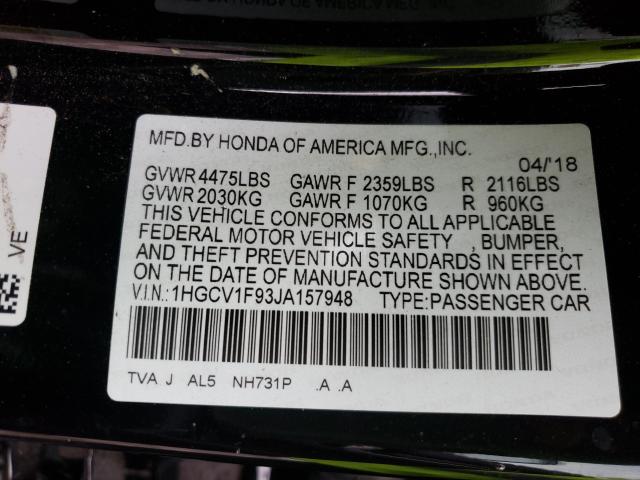 MFD.BY HONDA OF AMERICA MFG.,INC.
04/'18
GVWR 4475LBS GAWR F 2359LBS R 2116LBS
GVWR 2030KG GAWR F 1070KG R 960KG
THIS VEHICLE CONFORMS TO ALL APPLICABLE
FEDERAL MOTOR VEHICLE SAFETY , BUMPER,
AND THEFT PREVENTION STANDARDS IN EFFECT
ON THE DATE OF MANUFACTURE SHOWN ABOVE.
V.I.N.:1HGCV1F93JA157948 TYPE:PASSENGER CAR
TVA J AL5 NH731P .A .A
VE